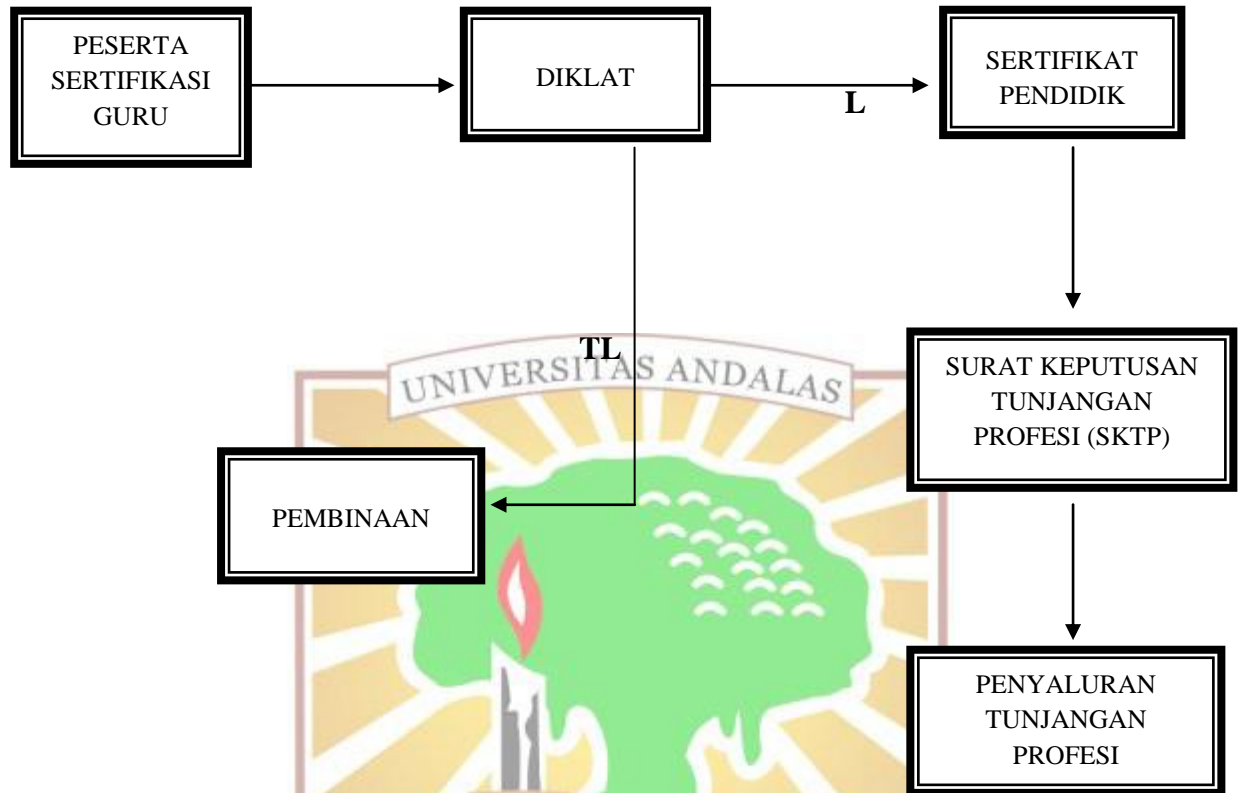 PESERTA
SERTIFIKASI
GURU
DIKLAT
L
SERTIFIKAT
PENDIDIK
TL
UNIVERSITAS ANDALAS
SURAT KEPUTUSAN
TUNJANGAN
PROFESI (SKTP)
PEMBINAAN
PENYALURAN
TUNJANGAN
PROFESI